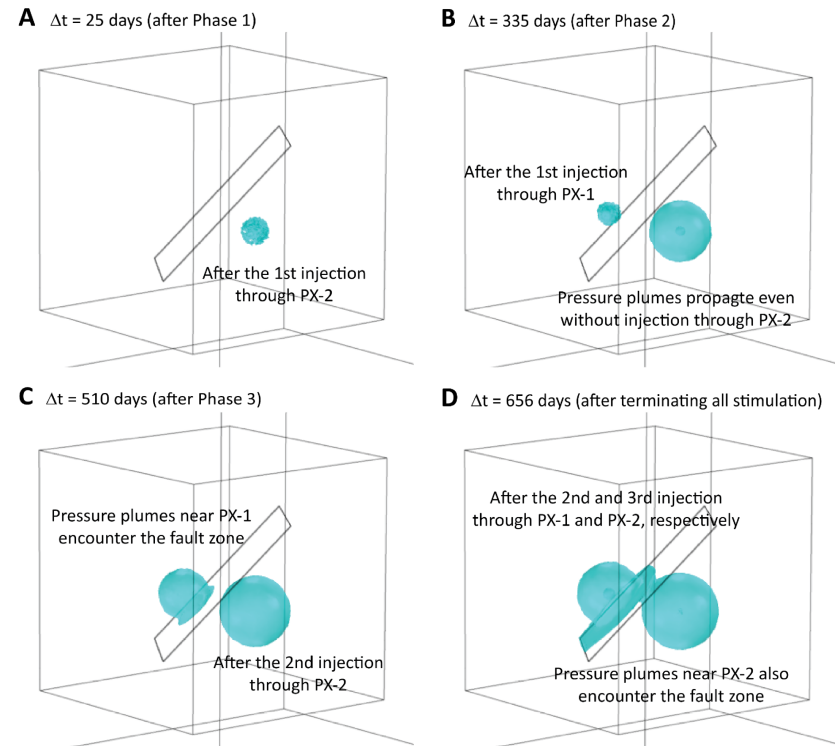 A Δt = 25 days (after Phase 1)
After the 1st injection
through PX-2
B Δt = 335 days (after Phase 2)
After the 1st injection
through PX-1
Pressure plumes propagte even
without injection through PX-2
C Δt = 510 days (after Phase 3)
Pressure plumes near PX-1
encounter the fault zone
After the 2nd injection
through PX-2
D Δt = 656 days (after terminating all stimulation)
After the 2nd and 3rd injection
through PX-1 and PX-2, respectively
Pressure plumes near PX-2 also
encounter the fault zone